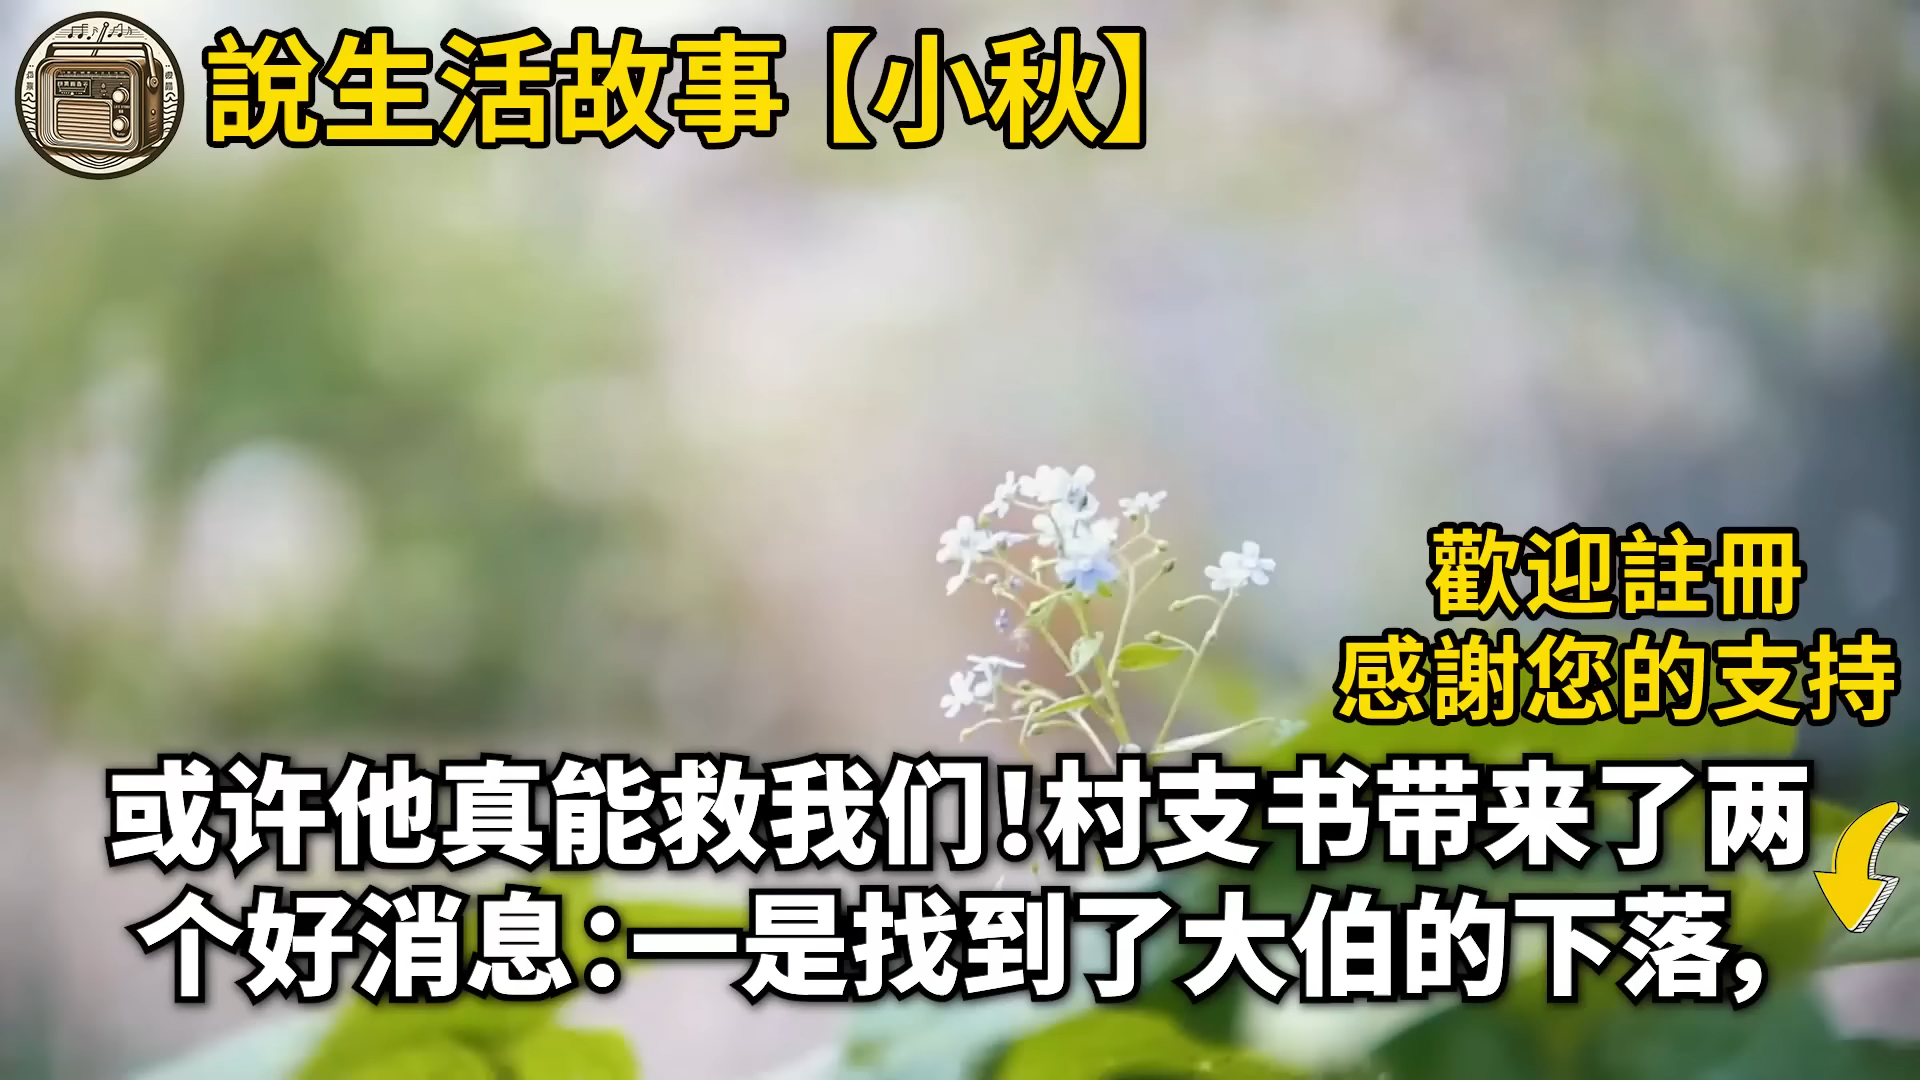 說生活故事【小秋】
歡迎註冊
感謝您的支持
或许他真能救我们！村支书带来了两
个好消息：一是找到了大伯的下落，